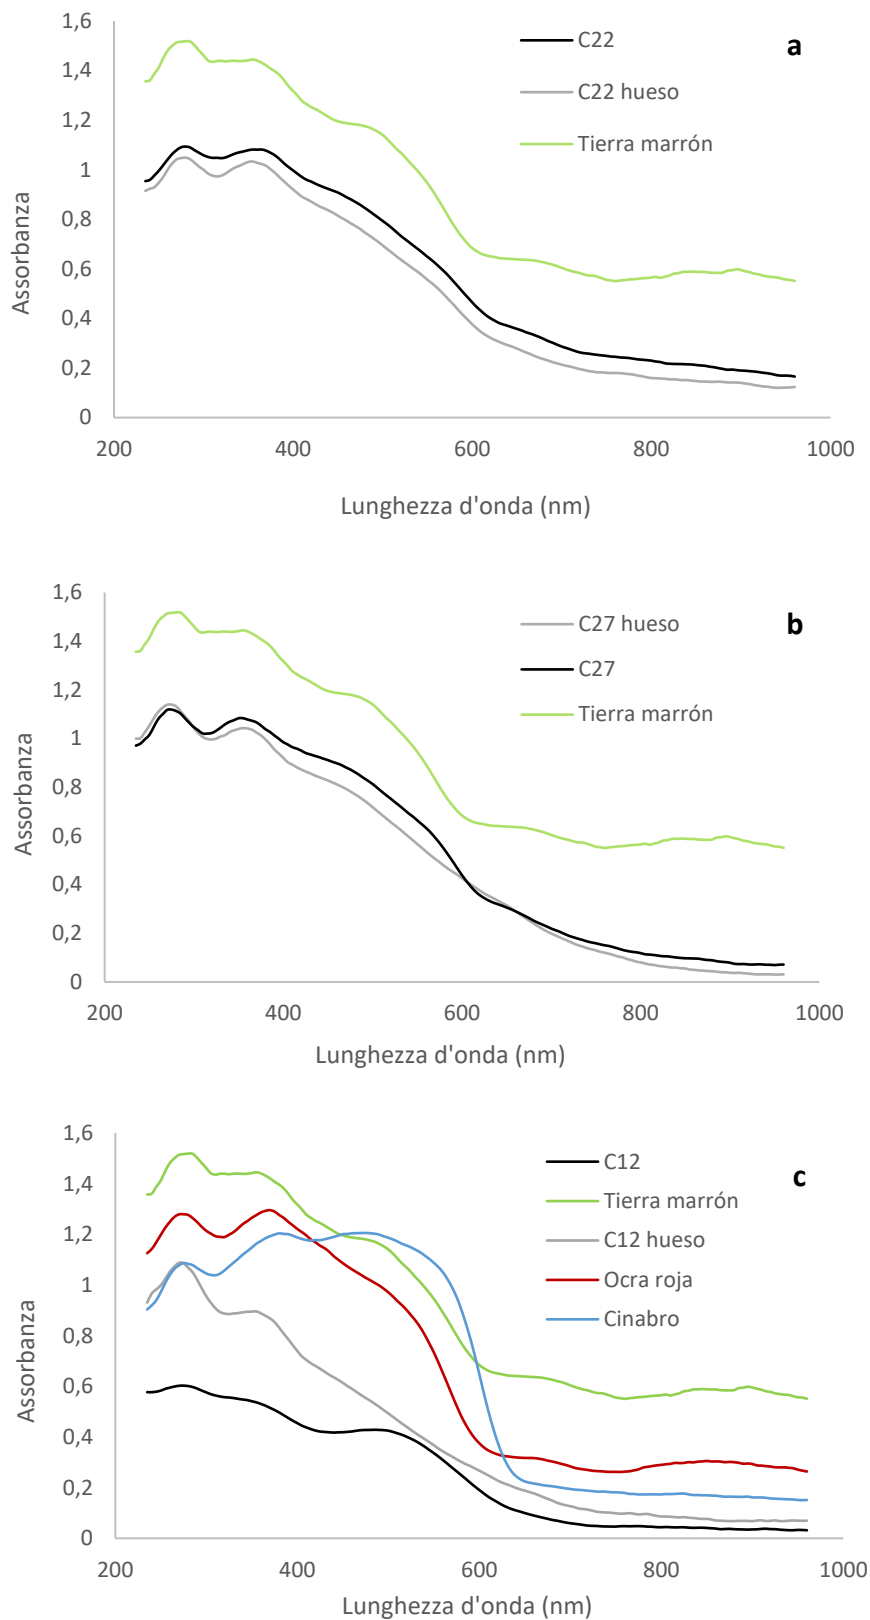 1,6
1,4
1,2
1
0,8
0,6
0,4
0,2
0
200 400 600 800 1000
Assorbanza
Lunghezza d'onda (nm)
C22
C22 hueso
Tierra marrón
a
1,6
1,4
1,2
1
0,8
0,6
0,4
0,2
0
200 400 600 800 1000
Assorbanza
Lunghezza d'onda (nm)
C27 hueso
C27
Tierra marrón
b
1,6
1,4
1,2
1
0,8
0,6
0,4
0,2
0
200 400 600 800 1000
Assorbanza
Lunghezza d'onda (nm)
C12
Tierra marrón
C12 hueso
Ocra roja
Cinabro
c